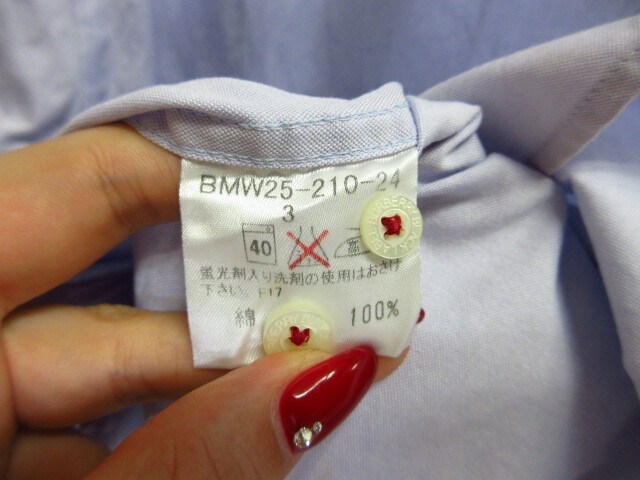 BMW25-210-24
3
40 高
蛍光剤入り洗剤の使用はおさけ
下さい。F17
綿 100%